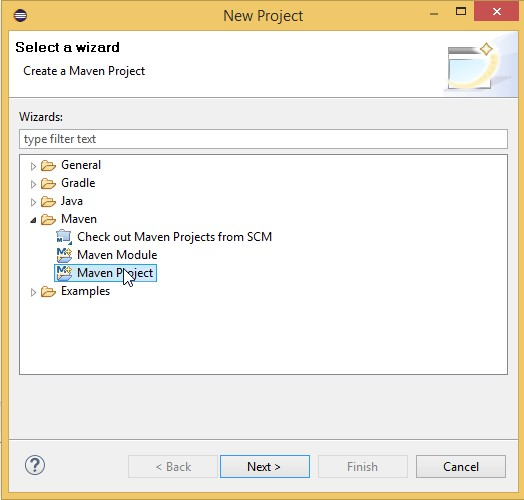 New Project
Select a wizard
Create a Maven Project
Wizards:
type filter text
General
Gradle
Java
Maven
Check out Maven Projects from SCM
Maven Module
Maven Project
Examples
< Back
Next >
Finish
Cancel